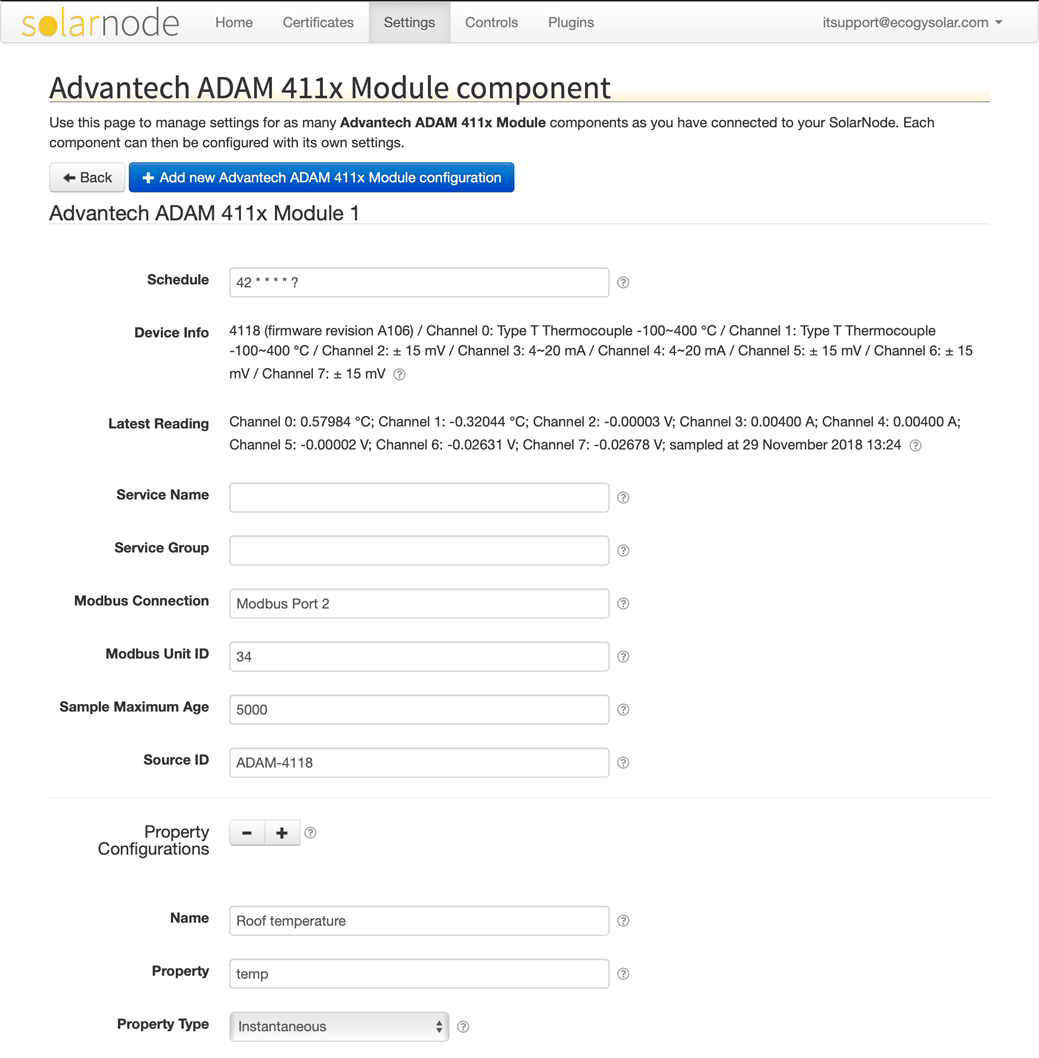 solarnode Home Certificates Settings Controls Plugins itsupport@ecogysolar.com
Advantech ADAM 411x Module component
Use this page to manage settings for as many Advantech ADAM 411x Module components as you have connected to your SolarNode. Each
component can then be configured with its own settings.
Back + Add new Advantech ADAM 411x Module configuration
Advantech ADAM 411x Module 1
Schedule 42 * * * * ?
Device Info 4118 (firmware revision A106) / Channel 0: Type T Thermocouple -100~400 °C / Channel 1: Type T Thermocouple
-100~400 °C / Channel 2: ± 15 mV / Channel 3: 4~20 mA / Channel 4: 4~20 mA / Channel 5: ± 15 mV / Channel 6: ± 15
mV / Channel 7: ± 15 mV
Latest Reading Channel 0: 0.57984 °C; Channel 1: -0.32044 °C; Channel 2: -0.00003 V; Channel 3: 0.00400 A; Channel 4: 0.00400 A;
Channel 5: -0.00002 V; Channel 6: -0.02631 V; Channel 7: -0.02678 V; sampled at 29 November 2018 13:24
Service Name
Service Group
Modbus Connection Modbus Port 2
Modbus Unit ID 34
Sample Maximum Age 5000
Source ID ADAM-4118
Property
Configurations
Name Roof temperature
Property temp
Property Type Instantaneous